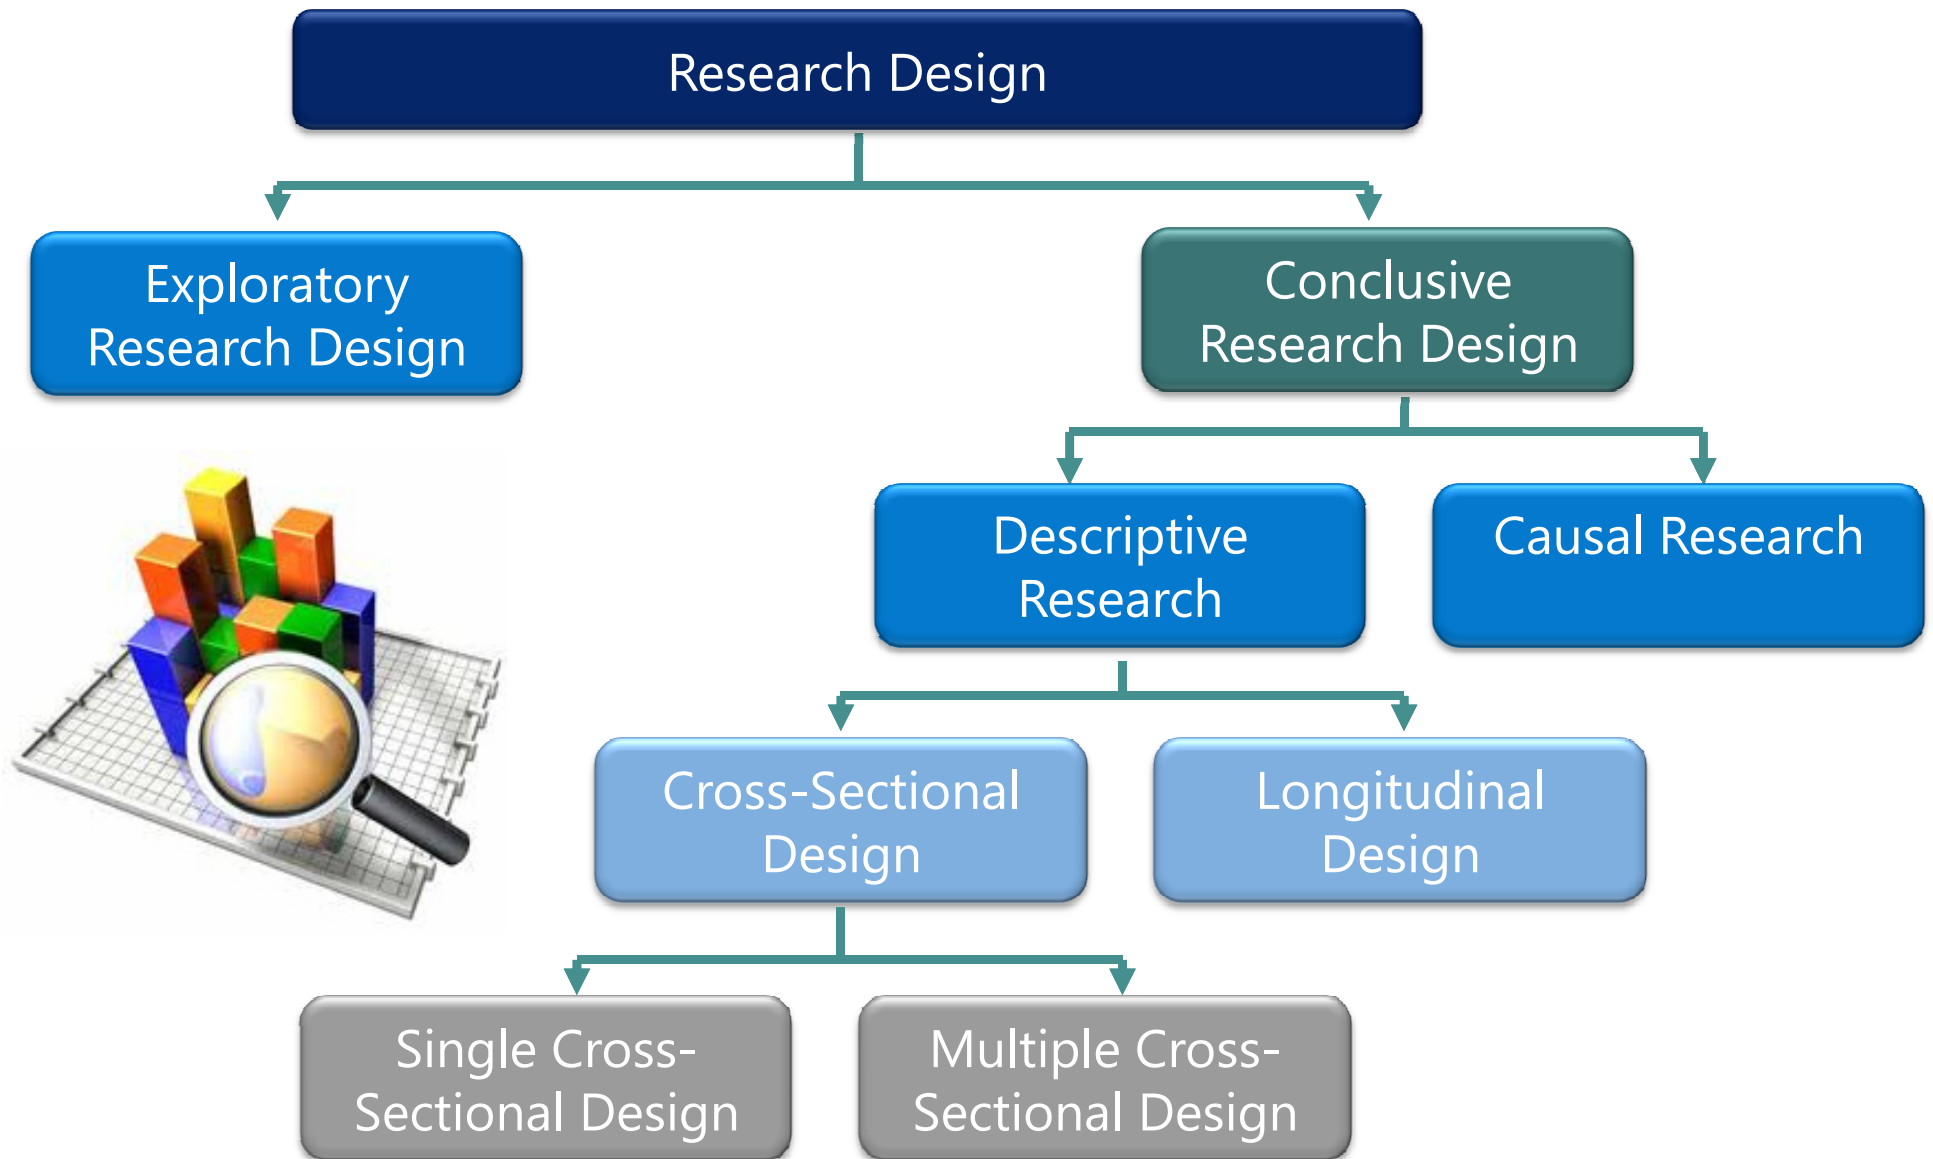 Research Design
Exploratory
Research Design
Conclusive
Research Design
Descriptive
Research
Causal Research
Cross-Sectional
Design
Longitudinal
Design
Single Cross-
Sectional Design
Multiple Cross-
Sectional Design